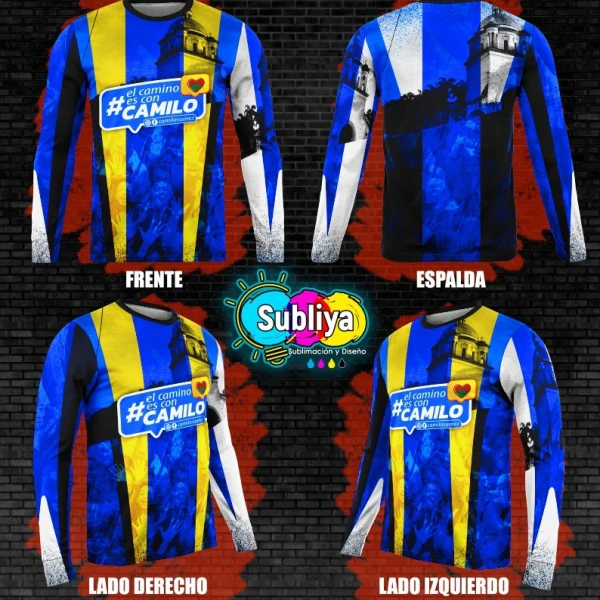 el camino
es con
#CAMILO
FRENTE
ESPALDA
Subliya
Sublimación y Diseño
el camino
es con
#CAMILO
el camino
es con
#CAMILO
LADO DERECHO
LADO IZQUIERDO